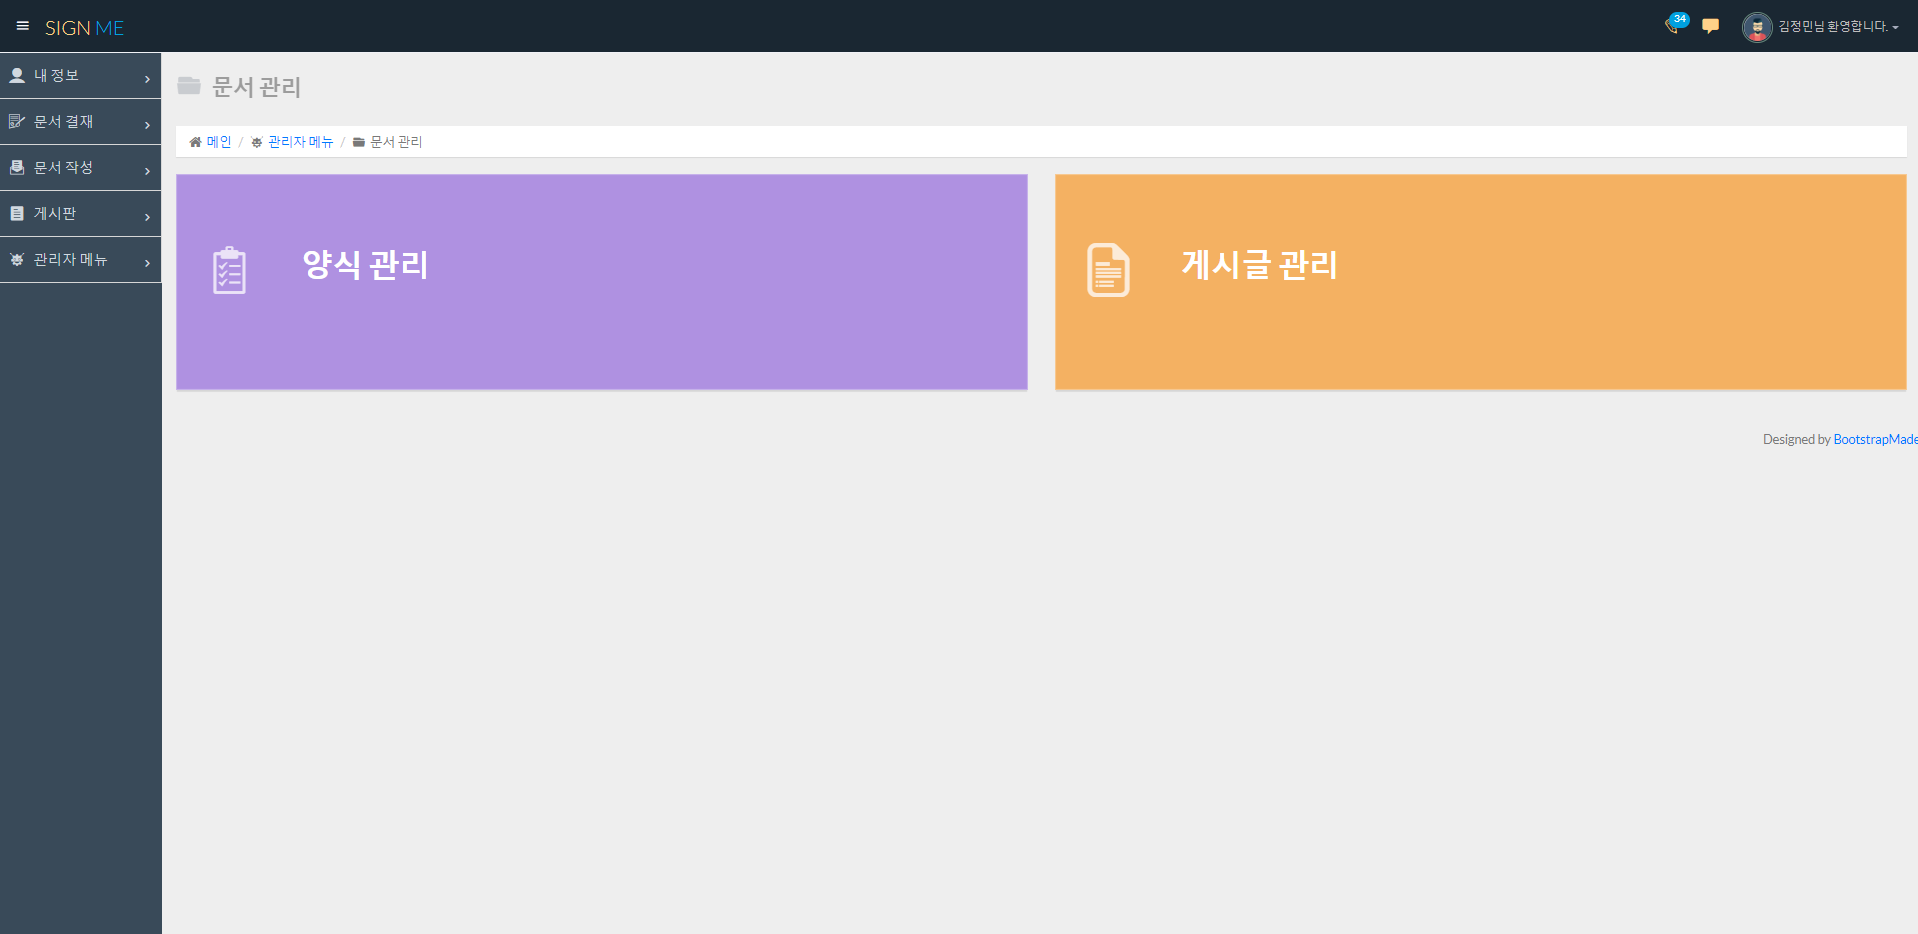 SIGN ME
34
김정민님 환영합니다.
내 정보
문서 결재
문서 작성
게시판
관리자 메뉴
문서 관리
메인 / 관리자 메뉴 / 문서 관리
양식 관리
게시글 관리
Designed by BootstrapMade